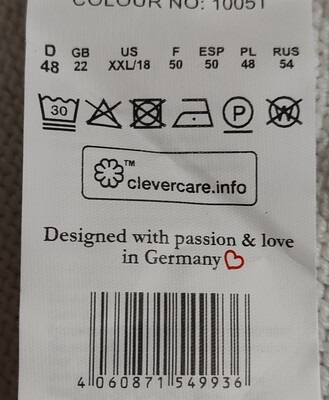 COLOUR NO: 10051
D GB US F ESP PL RUS
48 22 XXL/18 50 50 48 54
30 P W
TM
clevercare.info
Designed with passion & love
in Germany
4 060871 549936